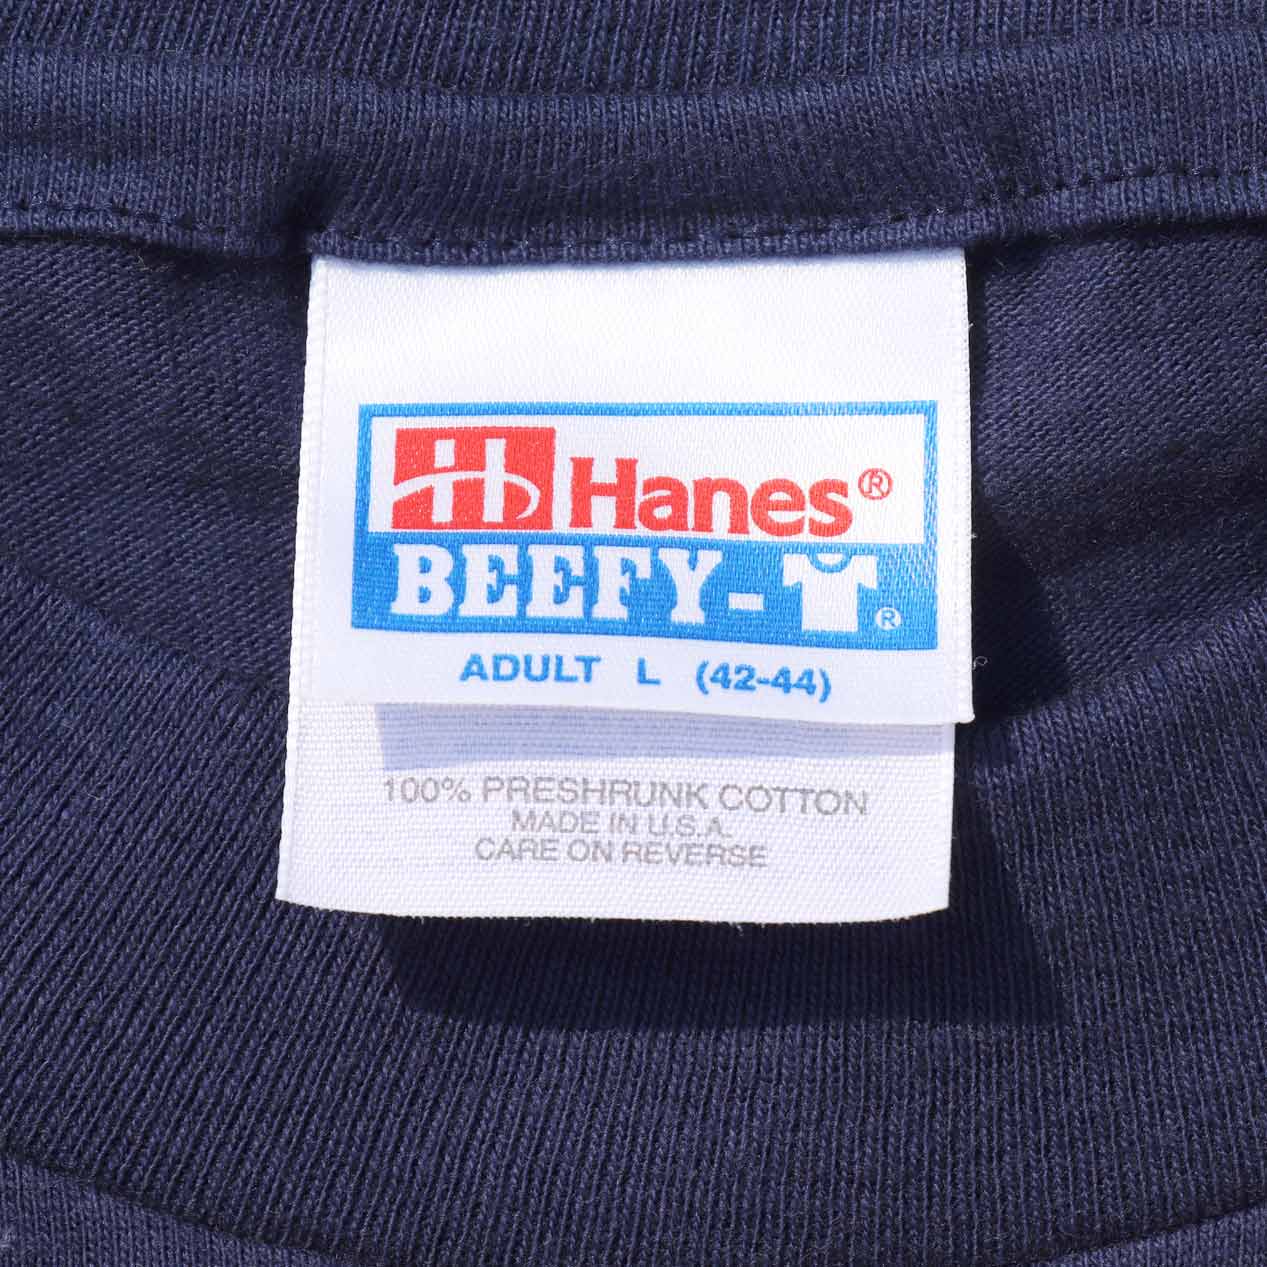 Hanes®
BEEFY-T®
ADULT L (42-44)
100% PRESHRUNK COTTON
MADE IN U.S.A.
CARE ON REVERSE